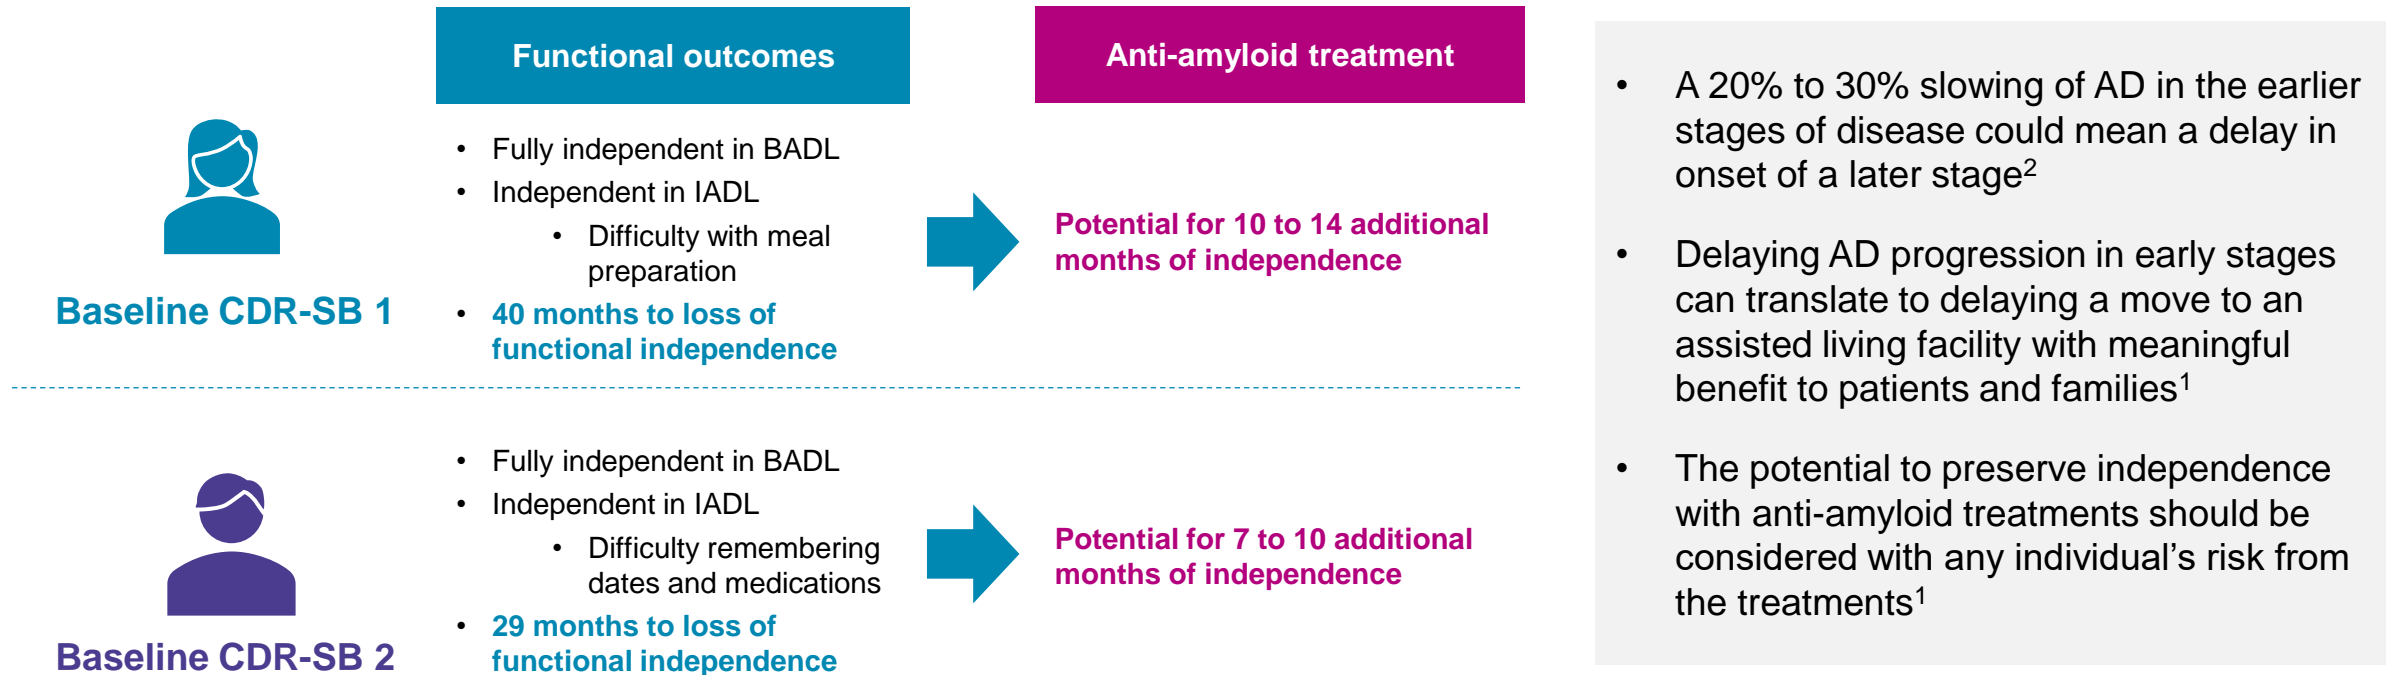 Functional outcomes
Anti-amyloid treatment
Baseline CDR-SB 1
• Fully independent in BADL
• Independent in IADL
• Difficulty with meal
preparation
• 40 months to loss of
functional independence
Potential for 10 to 14 additional
months of independence
Baseline CDR-SB 2
• Fully independent in BADL
• Independent in IADL
• Difficulty remembering
dates and medications
• 29 months to loss of
functional independence
Potential for 7 to 10 additional
months of independence
• A 20% to 30% slowing of AD in the earlier
stages of disease could mean a delay in
onset of a later stage²
• Delaying AD progression in early stages
can translate to delaying a move to an
assisted living facility with meaningful
benefit to patients and families¹
• The potential to preserve independence
with anti-amyloid treatments should be
considered with any individual’s risk from
the treatments¹